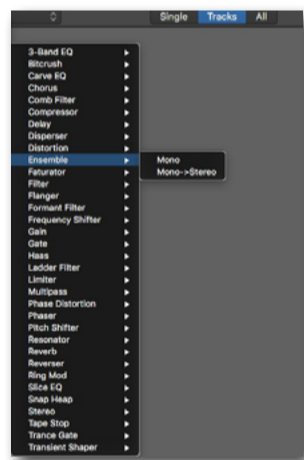 Single Tracks All
3-Band EQ
Bitcrush
Carve EQ
Chorus
Comb Filter
Compressor
Delay
Disperser
Distortion
Ensemble
Mono
Mono->Stereo
Faturator
Filter
Flanger
Formant Filter
Frequency Shifter
Gain
Gate
Haas
Ladder Filter
Limiter
Multipass
Phase Distortion
Phaser
Pitch Shifter
Resonator
Reverb
Reverser
Ring Mod
Slice EQ
Snap Heap
Stereo
Tape Stop
Trance Gate
Transient Shaper